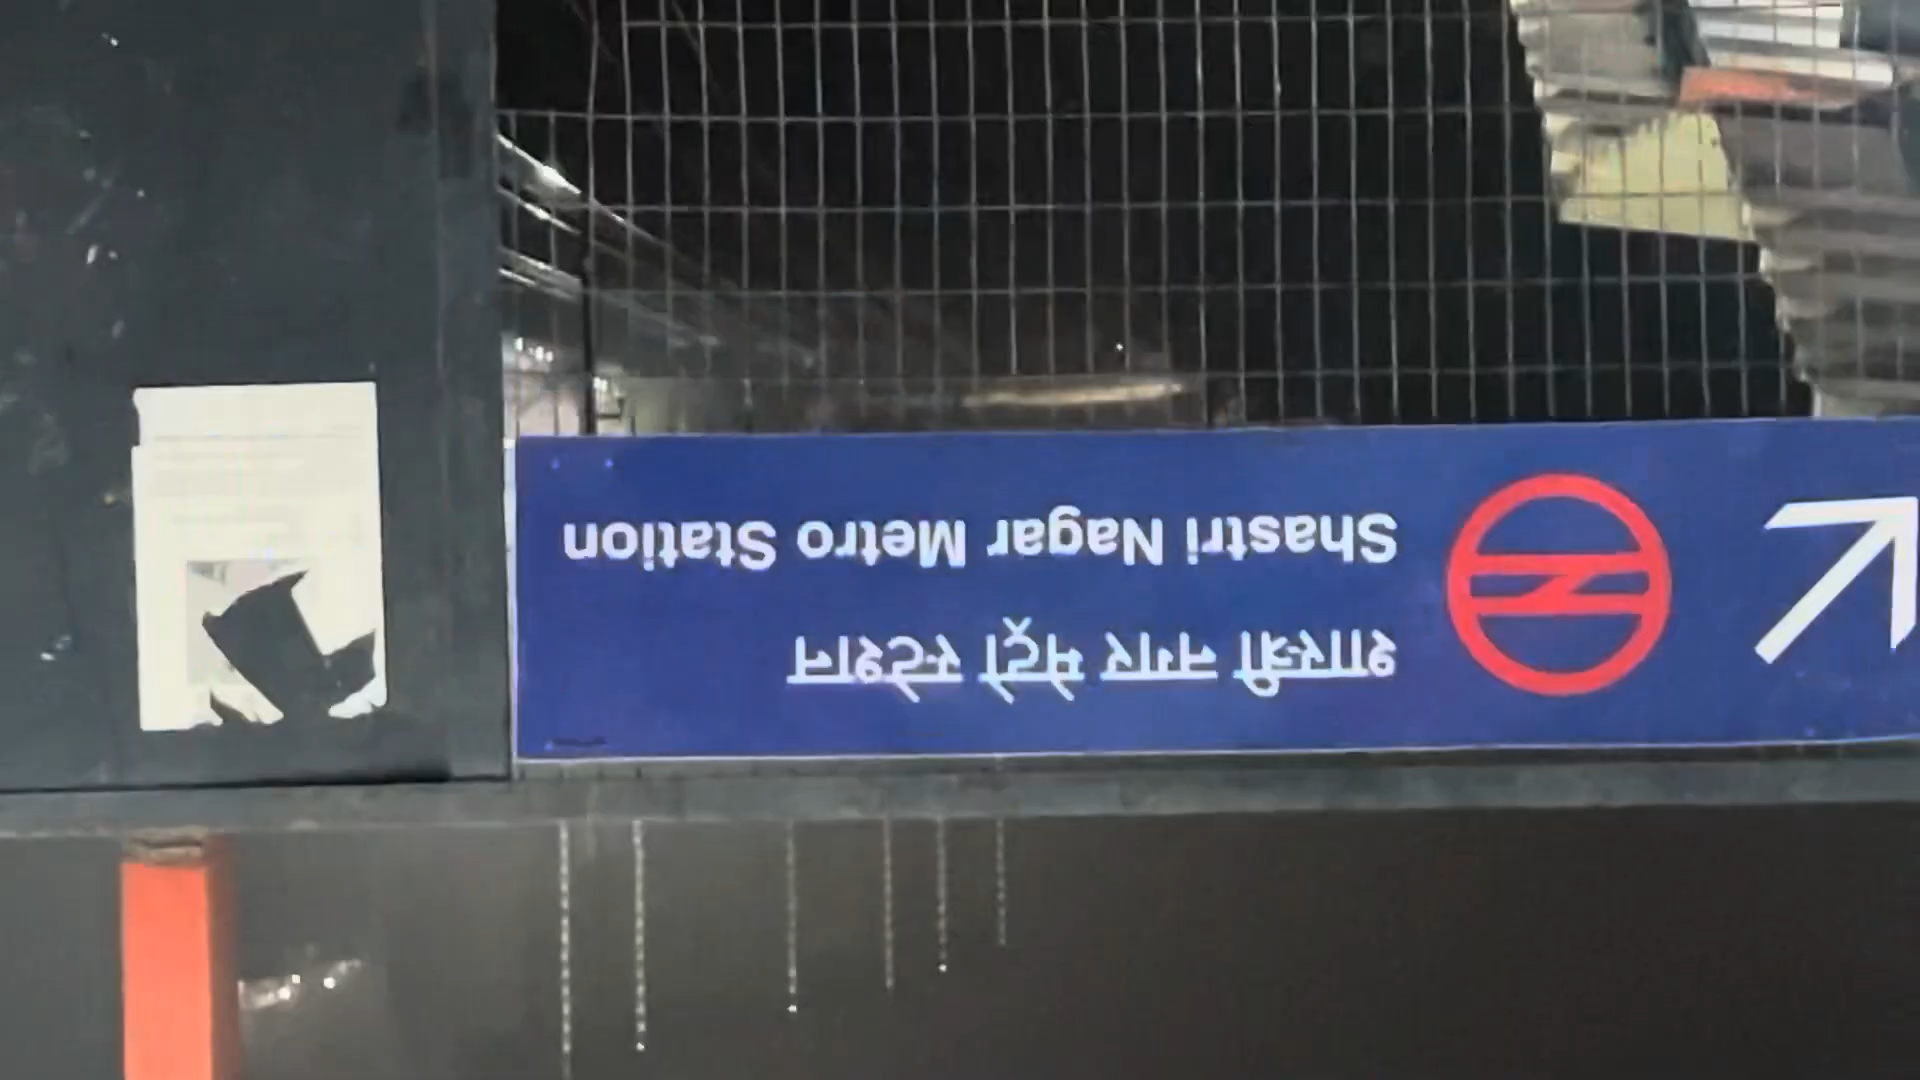 शास्त्री नगर मेट्रो स्टेशन
Shastri Nagar Metro Station